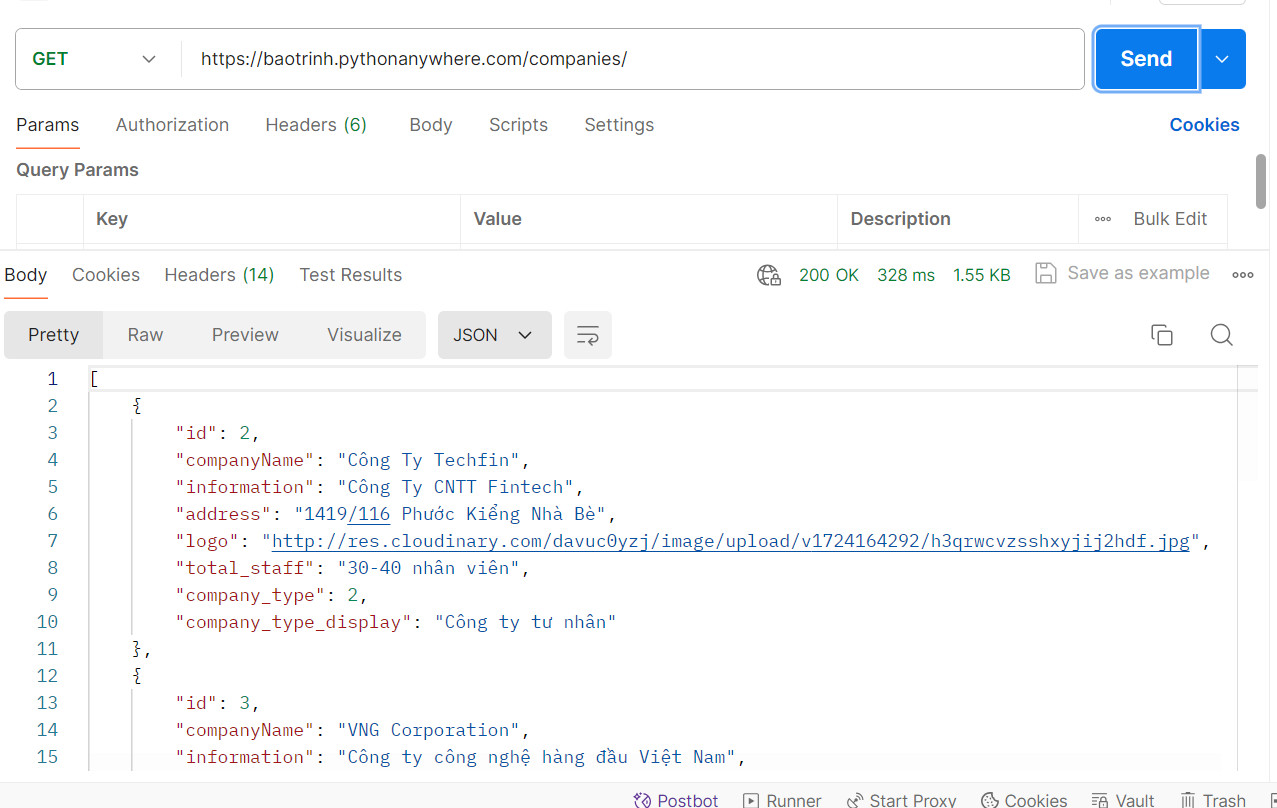 GET https://baotrinh.pythonanywhere.com/companies/ Send
Params Authorization Headers (6) Body Scripts Settings Cookies
Query Params
Key Value Description Bulk Edit
Body Cookies Headers (14) Test Results 200 OK 328 ms 1.55 KB Save as example
Pretty Raw Preview Visualize JSON
1 [
2 {
3 "id": 2,
4 "companyName": "Công Ty Techfin",
5 "information": "Công Ty CNTT Fintech",
6 "address": "1419/116 Phước Kiểng Nhà Bè",
7 "logo": "http://res.cloudinary.com/davuc0yzj/image/upload/v1724164292/h3qrwcvzsshxyjij2hdf.jpg",
8 "total_staff": "30-40 nhân viên",
9 "company_type": 2,
10 "company_type_display": "Công ty tư nhân"
11 },
12 {
13 "id": 3,
14 "companyName": "VNG Corporation",
15 "information": "Công ty công nghệ hàng đầu Việt Nam",
Postbot Runner Start Proxy Cookies Vault Trash